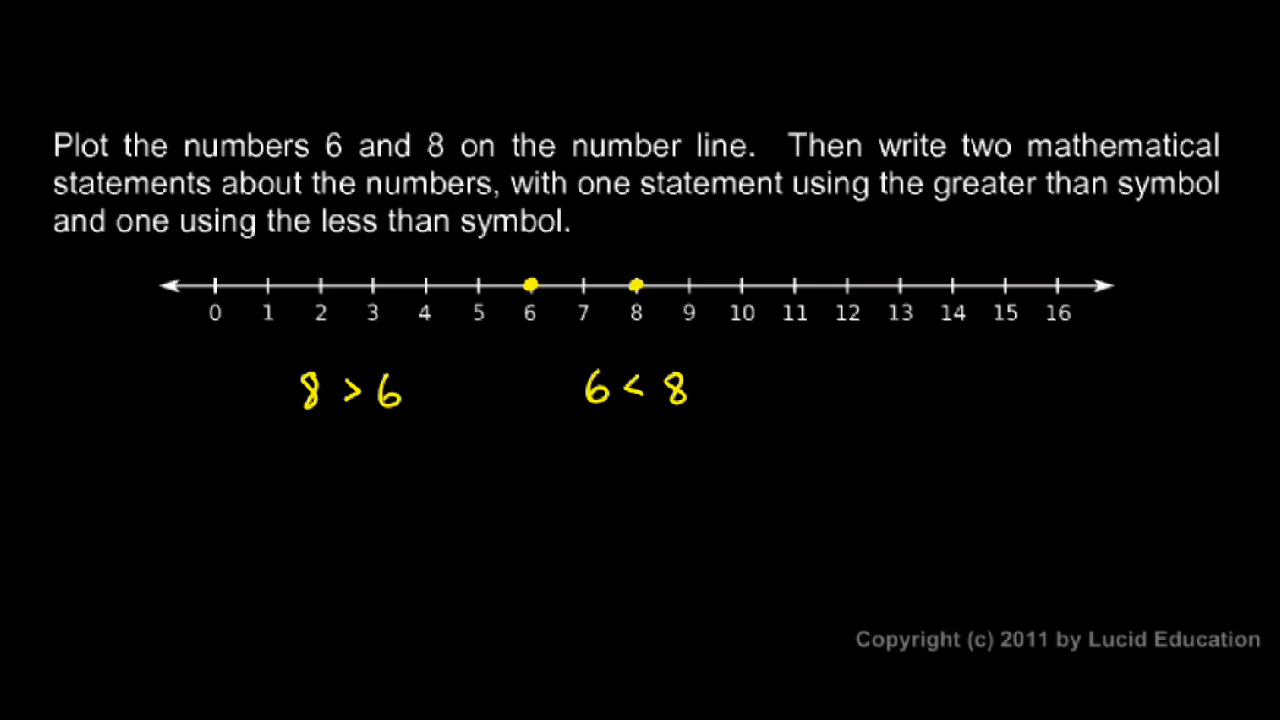 Plot the numbers 6 and 8 on the number line. Then write two mathematical
statements about the numbers, with one statement using the greater than symbol
and one using the less than symbol.
0 1 2 3 4 5 6 7 8 9 10 11 12 13 14 15 16
8 > 6 6 < 8
Copyright (c) 2011 by Lucid Education